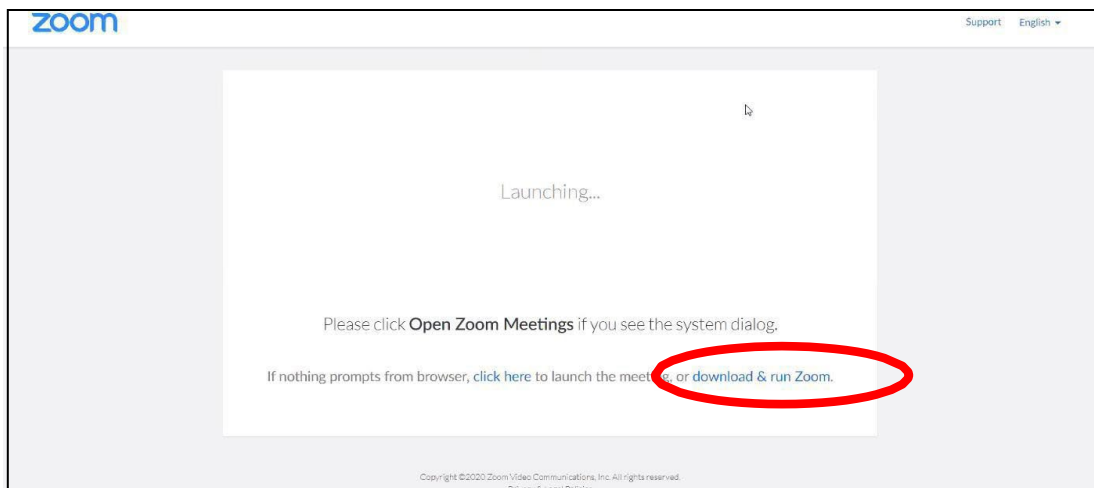 zoom
Support English
Launching...
Please click Open Zoom Meetings if you see the system dialog.
If nothing prompts from browser, click here to launch the meeting, or download & run Zoom.
Copyright ©2020 Zoom Video Communications, Inc. All rights reserved.